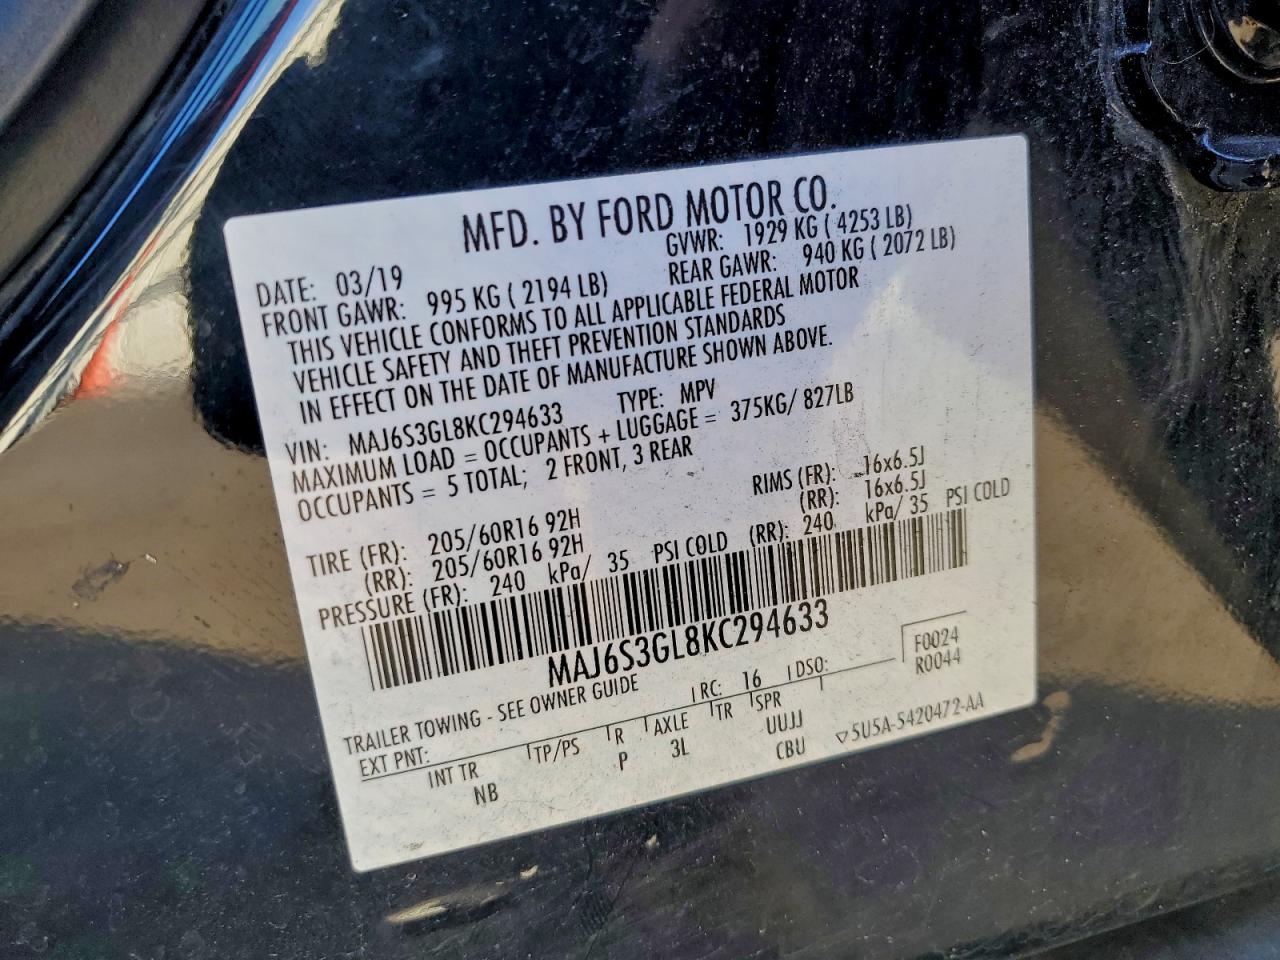 MFD. BY FORD MOTOR CO.
DATE: 03/19 GVWR: 1929 KG ( 4253 LB)
FRONT GAWR: 995 KG ( 2194 LB) REAR GAWR: 940 KG ( 2072 LB)
THIS VEHICLE CONFORMS TO ALL APPLICABLE FEDERAL MOTOR
VEHICLE SAFETY AND THEFT PREVENTION STANDARDS
IN EFFECT ON THE DATE OF MANUFACTURE SHOWN ABOVE.
VIN: MAJ6S3GL8KC294633 TYPE: MPV
MAXIMUM LOAD = OCCUPANTS + LUGGAGE = 375KG/ 827LB
OCCUPANTS = 5 TOTAL; 2 FRONT, 3 REAR
TIRE (FR): 205/60R16 92H RIMS (FR): 16x6.5J
(RR): 205/60R16 92H (RR): 16x6.5J
PRESSURE (FR): 240 kPa/ 35 PSI COLD (RR): 240 kPa/ 35 PSI COLD
MAJ6S3GL8KC294633
TRAILER TOWING - SEE OWNER GUIDE
EXT PNT: RC: 16 DSO: F0024
R0044
INT TR TP/PS R AXLE TR SPR
NB P 3L UUJJ
CBU
▽5U5A-5420472-AA